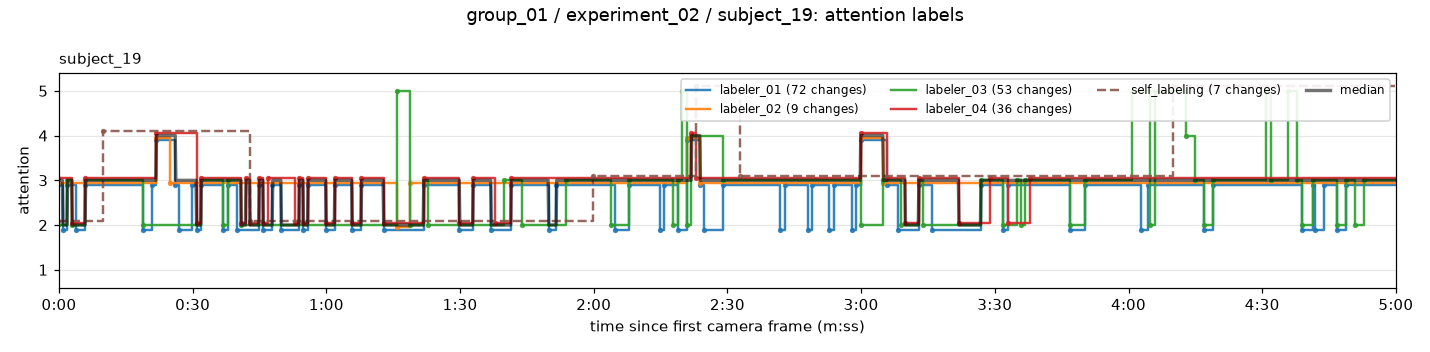 group_01 / experiment_02 / subject_19: attention labels
subject_19
labeler_01 (72 changes)
labeler_02 (9 changes)
labeler_03 (53 changes)
labeler_04 (36 changes)
self_labeling (7 changes)
median
attention
5
4
3
2
1
0:00 0:30 1:00 1:30 2:00 2:30 3:00 3:30 4:00 4:30 5:00
time since first camera frame (m:ss)